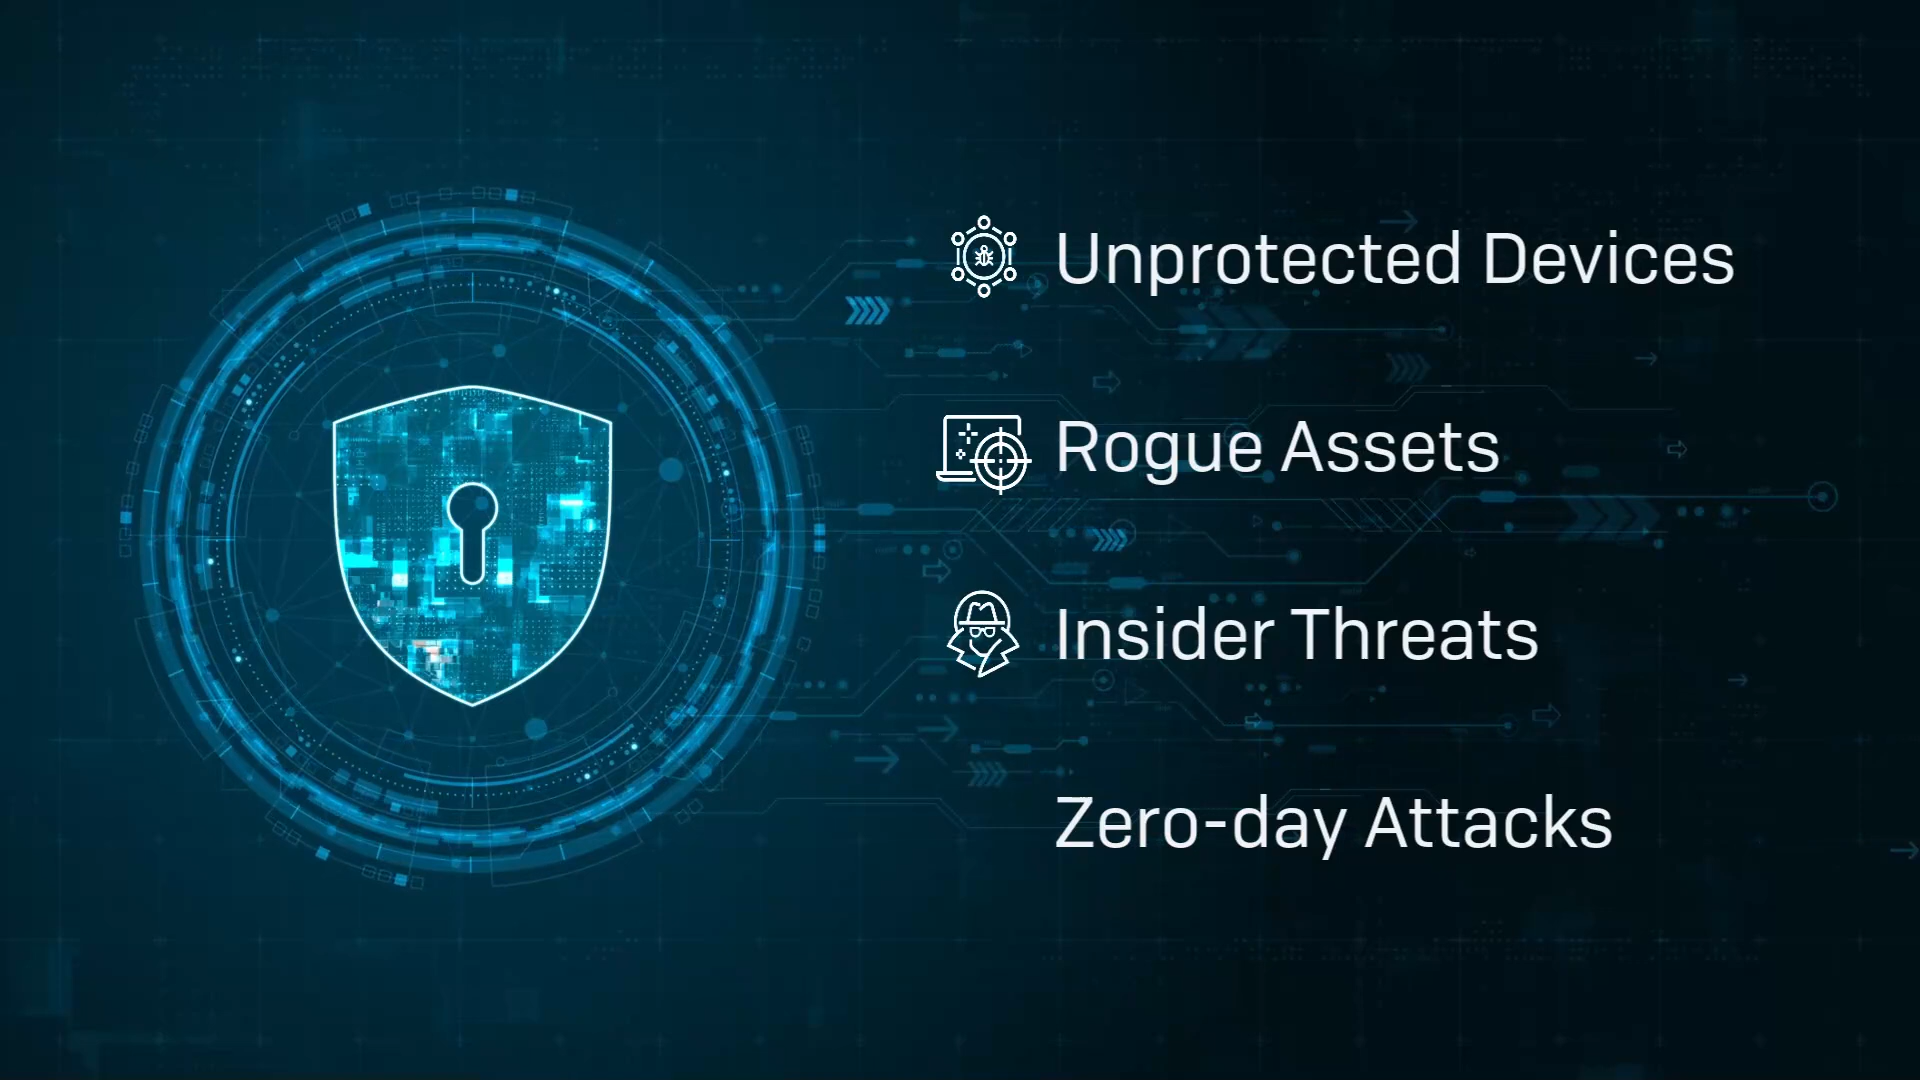 Unprotected Devices
Rogue Assets
Insider Threats
Zero-day Attacks